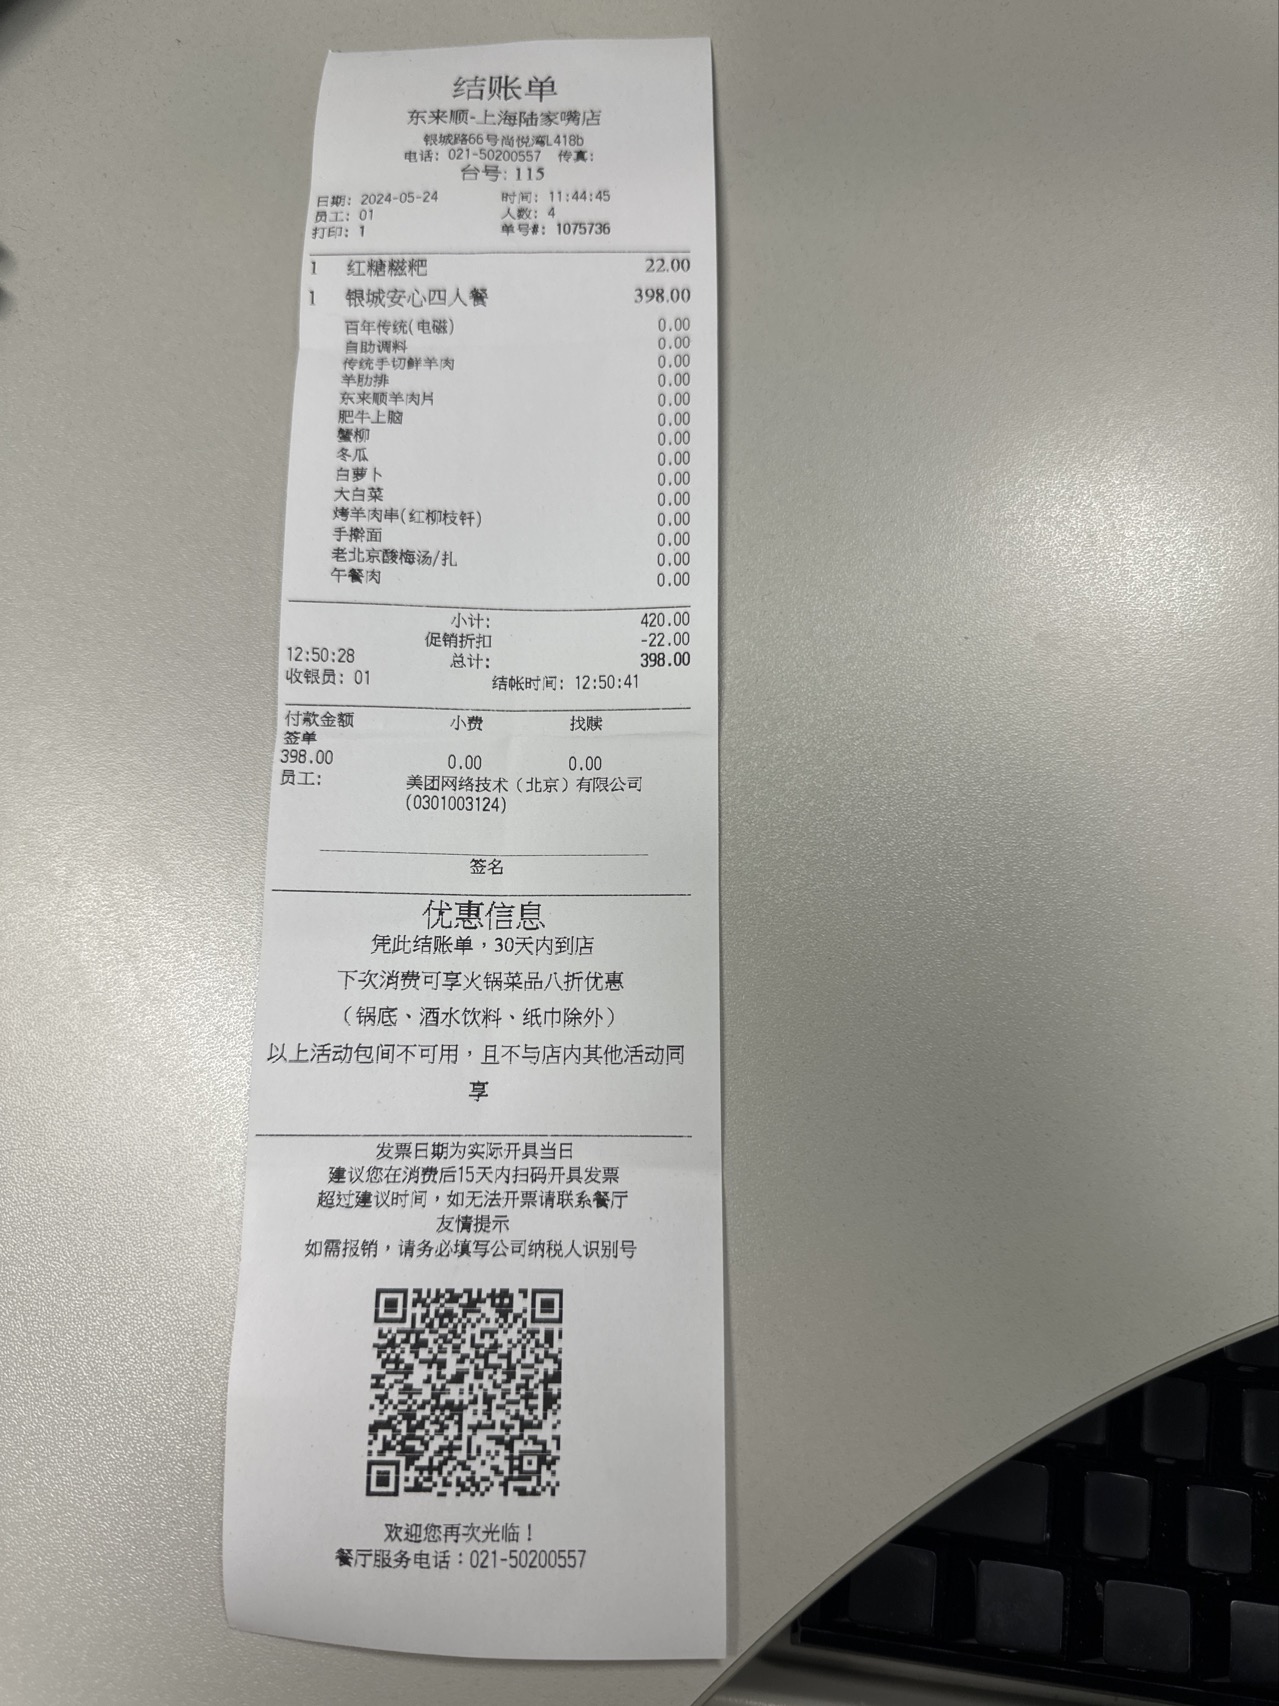 结账单
东来顺-上海陆家嘴店
银城路66号尚悦湾L418b
电话: 021-50200557 传真:
台号: 115
日期: 2024-05-24 时间: 11:44:45
员工: 01 人数: 4
打印: 1 单号#: 1075736
1 红糖糍粑 22.00
1 银城安心四人餐 398.00
百年传统(电磁) 0.00
自助调料 0.00
传统手切鲜羊肉 0.00
羊肋排 0.00
东来顺羊肉片 0.00
肥牛上脑 0.00
蟹柳 0.00
冬瓜 0.00
白萝卜 0.00
大白菜 0.00
烤羊肉串(红柳枝钎) 0.00
手擀面 0.00
老北京酸梅汤/扎 0.00
午餐肉 0.00
小计: 420.00
促销折扣 -22.00
12:50:28 总计: 398.00
收银员: 01 结帐时间: 12:50:41
付款金额 小费 找赎
签单
398.00 0.00 0.00
员工: 美团网络技术（北京）有限公司
(0301003124)
签名
优惠信息
凭此结账单，30天内到店
下次消费可享火锅菜品八折优惠
（锅底、酒水饮料、纸巾除外）
以上活动包间不可用，且不与店内其他活动同
享
发票日期为实际开具当日
建议您在消费后15天内扫码开具发票
超过建议时间，如无法开票请联系餐厅
友情提示
如需报销，请务必填写公司纳税人识别号
欢迎您再次光临！
餐厅服务电话：021-50200557